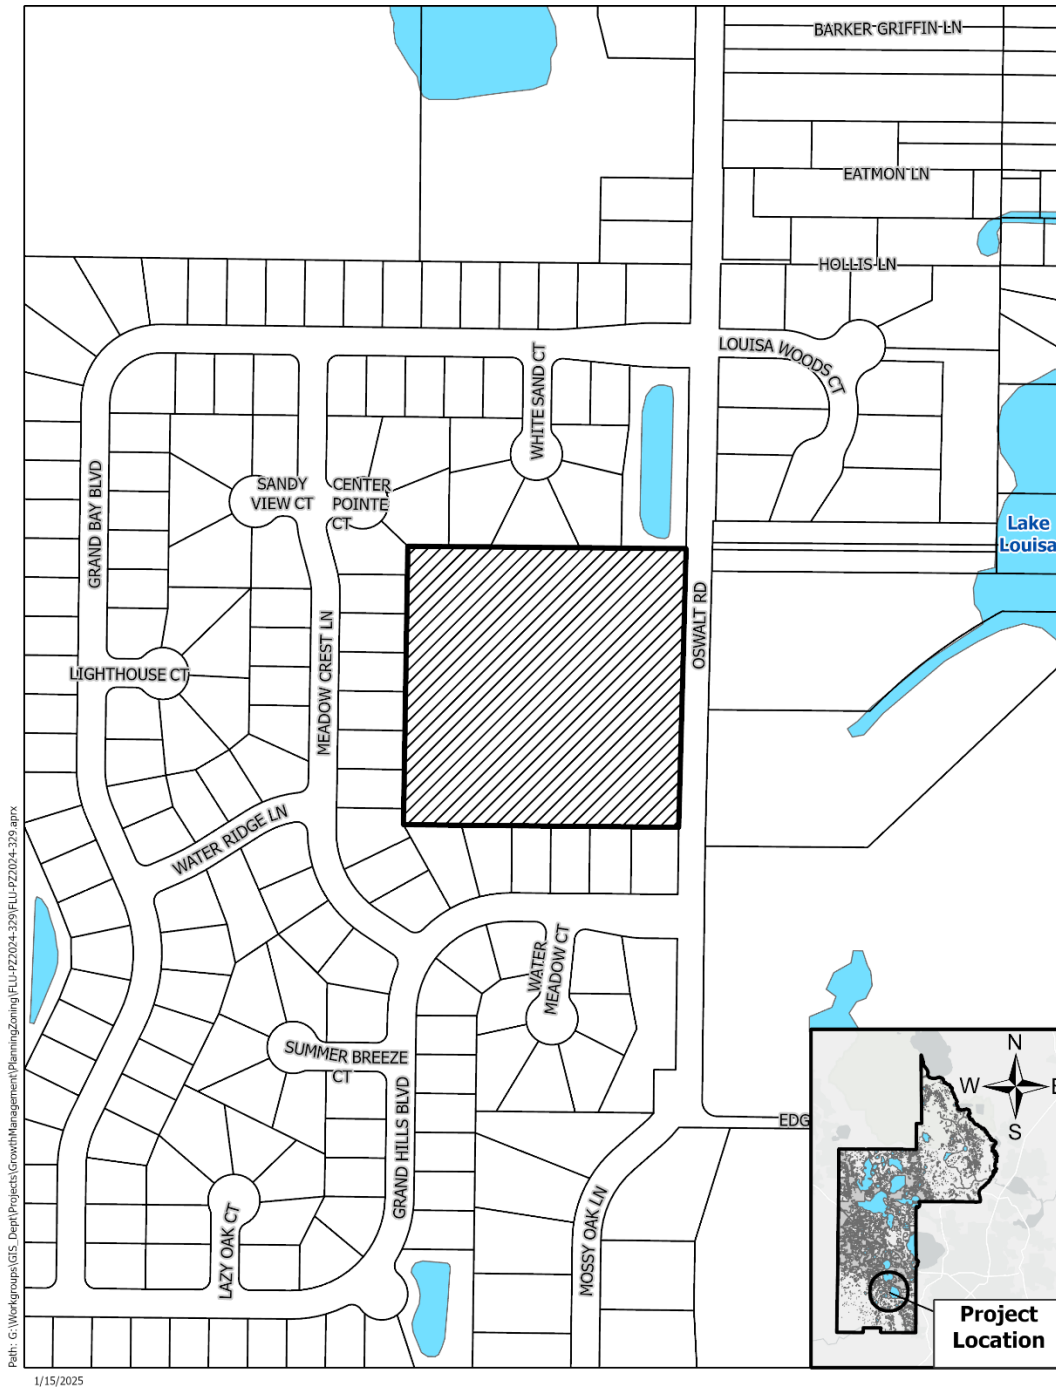 BARKER GRIFFIN LN
EATMON LN
HOLLIS LN
LOUISA WOODS CT
WHITE SAND CT
SANDY
VIEW CT
CENTER
POINTE
CT
GRAND BAY BLVD
Lake
Louisa
OSWALT RD
MEADOW CREST LN
LIGHTHOUSE CT
WATER RIDGE LN
WATER
MEADOW CT
SUMMER BREEZE
CT
GRAND HILLS BLVD
EDG
LAZY OAK CT
MOSSY OAK LN
N
W
E
S
Project
Location
Path: G:\Workgroups\GIS_Dept\Projects\GrowthManagement\PlanningZoning\FLU-PZ2024-329\FLU-PZ2024-329.aprx
1/15/2025